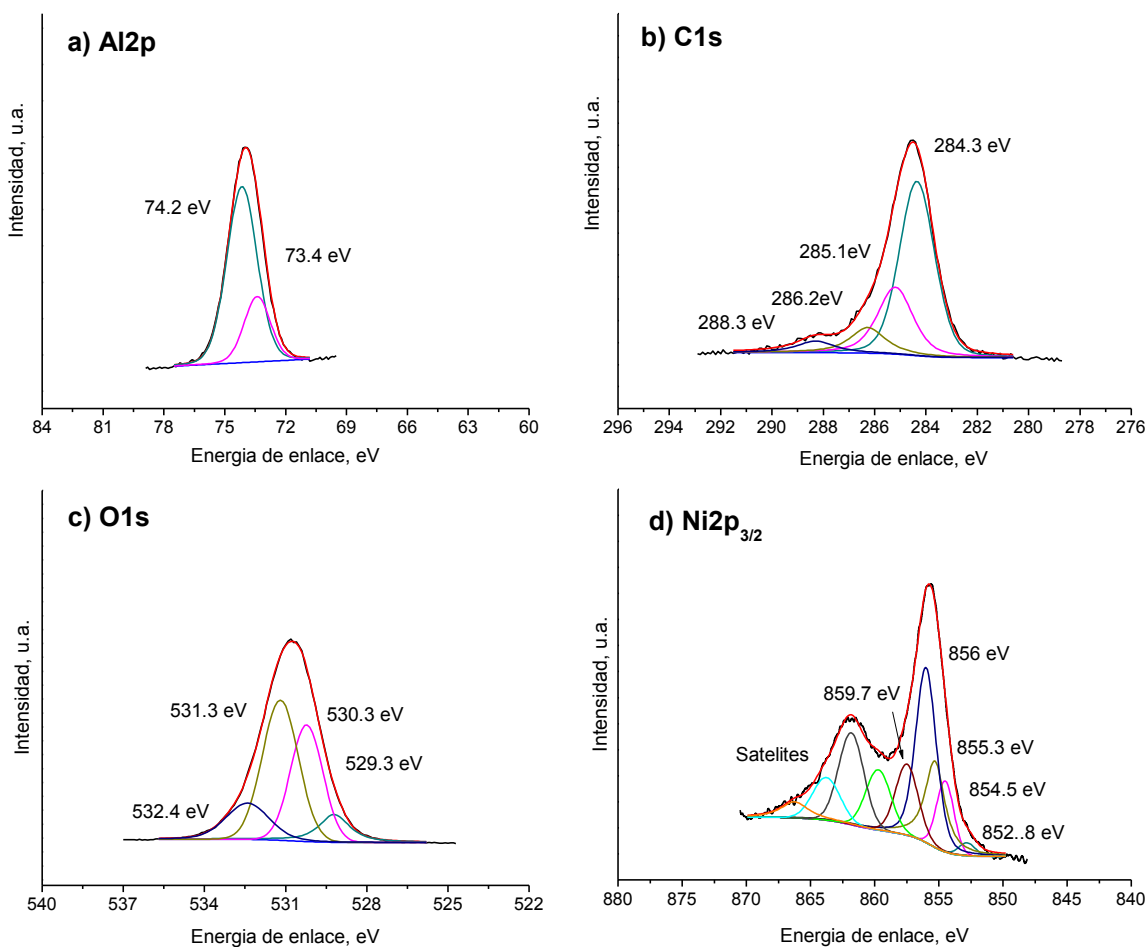 a) Al2p
Intensidad, u.a.
74.2 eV
73.4 eV
84 81 78 75 72 69 66 63 60
Energia de enlace, eV
b) C1s
Intensidad, u.a.
284.3 eV
285.1eV
286.2eV
288.3 eV
296 294 292 290 288 286 284 282 280 278 276
Energia de enlace, eV
c) O1s
Intensidad, u.a.
531.3 eV
530.3 eV
529.3 eV
532.4 eV
540 537 534 531 528 525 522
Energia de enlace, eV
d) Ni2p3/2
Intensidad, u.a.
856 eV
859.7 eV
Satelites
855.3 eV
854.5 eV
852..8 eV
880 875 870 865 860 855 850 845 840
Energia de enlace, eV